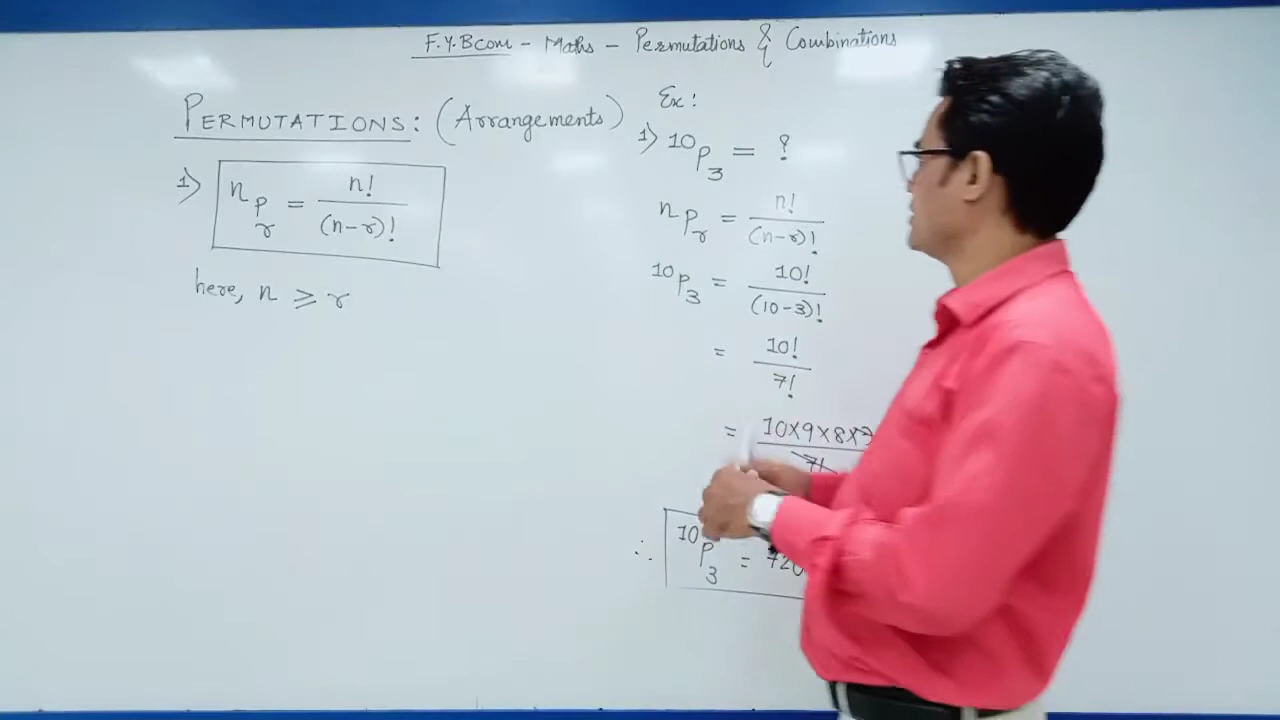 F.Y.Bcom - Maths - Permutations & Combinations
PERMUTATIONS: (Arrangements)
1) nPr = n! / (n-r)!
here, n ≥ r
Ex:
1) 10P3 = ?
nPr = n! / (n-r)!
10P3 = 10! / (10-3)!
= 10! / 7!
= 10×9×8×7 / 7!
∴ 10P3 = 720